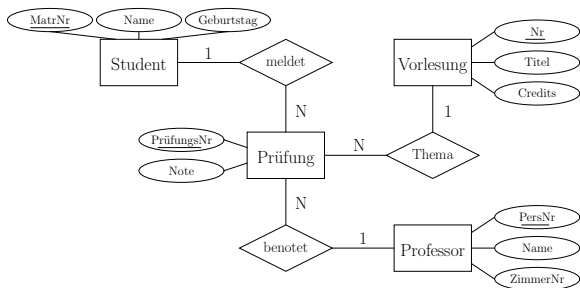 MatrNr
Name
Geburtstag
Nr
Student
1
meldet
Vorlesung
Titel
Credits
N
1
PrüfungsNr
Note
Prüfung
N
Thema
N
PersNr
benotet
1
Professor
Name
ZimmerNr